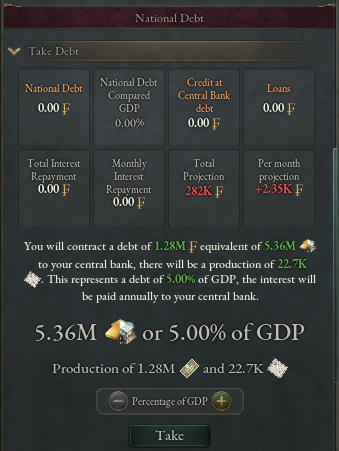 National Debt
Take Debt
National Debt
0.00 ₣
National Debt
Compared
GDP
0.00%
Credit at
Central Bank
debt
0.00 ₣
Loans
0.00 ₣
Total Interest
Repayment
0.00 ₣
Monthly
Interest
Repayment
0.00 ₣
Total
Projection
282K ₣
Per month
projection
+2.35K ₣
You will contract a debt of 1.28M ₣ equivalent of 5.36M
to your central bank, there will be a production of 22.7K
. This represents a debt of 5.00% of GDP, the interest will
be paid annually to your central bank.
5.36M or 5.00% of GDP
Production of 1.28M and 22.7K
Percentage of GDP
Take